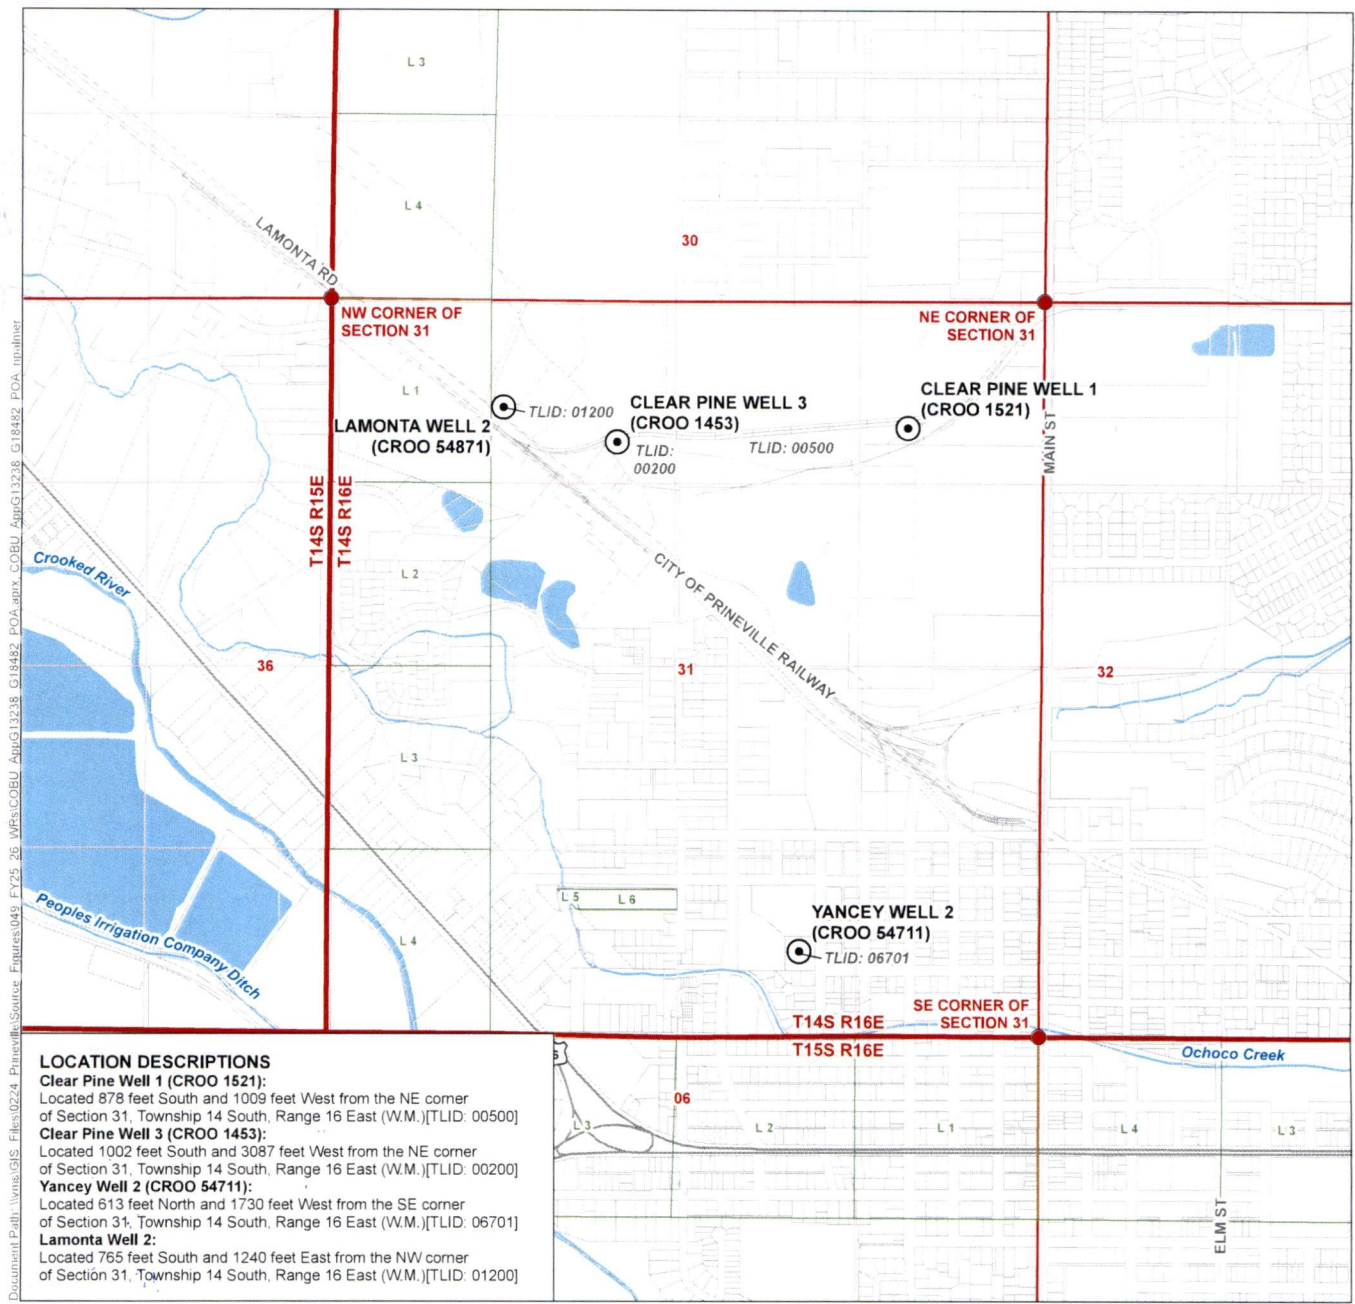 L 3
L 4
LAMONTA RD
30
NW CORNER OF
SECTION 31
NE CORNER OF
SECTION 31
L 1
TLID: 01200
LAMONTA WELL 2
(CROO 54871)
CLEAR PINE WELL 3
(CROO 1453)
TLID:
00200
TLID: 00500
CLEAR PINE WELL 1
(CROO 1521)
MAIN ST
T14S R15E
T14S R16E
Crooked River
L 2
CITY OF PRINEVILLE RAILWAY
36
31
32
L 3
L 5
L 6
YANCEY WELL 2
(CROO 54711)
TLID: 06701
Peoples Irrigation Company Ditch
L 4
SE CORNER OF
SECTION 31
T14S R16E
T15S R16E
Ochoco Creek
06
L 3
L 2
L 1
L 4
L 3
ELM ST
LOCATION DESCRIPTIONS
Clear Pine Well 1 (CROO 1521):
Located 878 feet South and 1009 feet West from the NE corner
of Section 31, Township 14 South, Range 16 East (W.M.)[TLID: 00500]
Clear Pine Well 3 (CROO 1453):
Located 1002 feet South and 3087 feet West from the NE corner
of Section 31, Township 14 South, Range 16 East (W.M.)[TLID: 00200]
Yancey Well 2 (CROO 54711):
Located 613 feet North and 1730 feet West from the SE corner
of Section 31, Township 14 South, Range 16 East (W.M.)[TLID: 06701]
Lamonta Well 2:
Located 765 feet South and 1240 feet East from the NW corner
of Section 31, Township 14 South, Range 16 East (W.M.)[TLID: 01200]